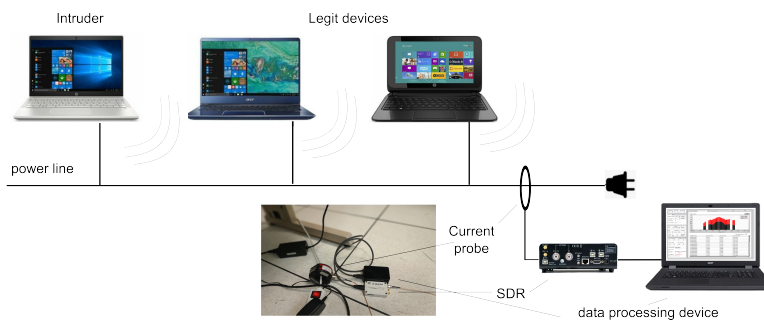 Intruder
Legit devices
power line
Current
probe
SDR
data processing device